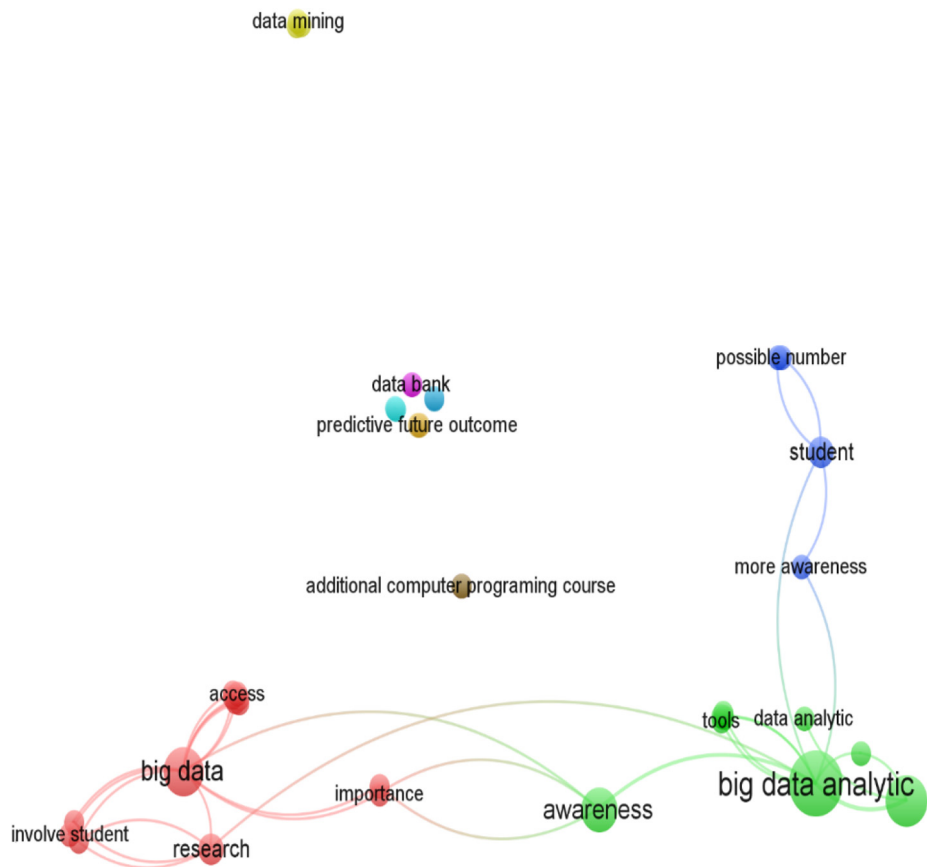 data mining
possible number
data bank
predictive future outcome
student
more awareness
additional computer programing course
access
tools
data analytic
big data
big data analytic
importance
awareness
involve student
research